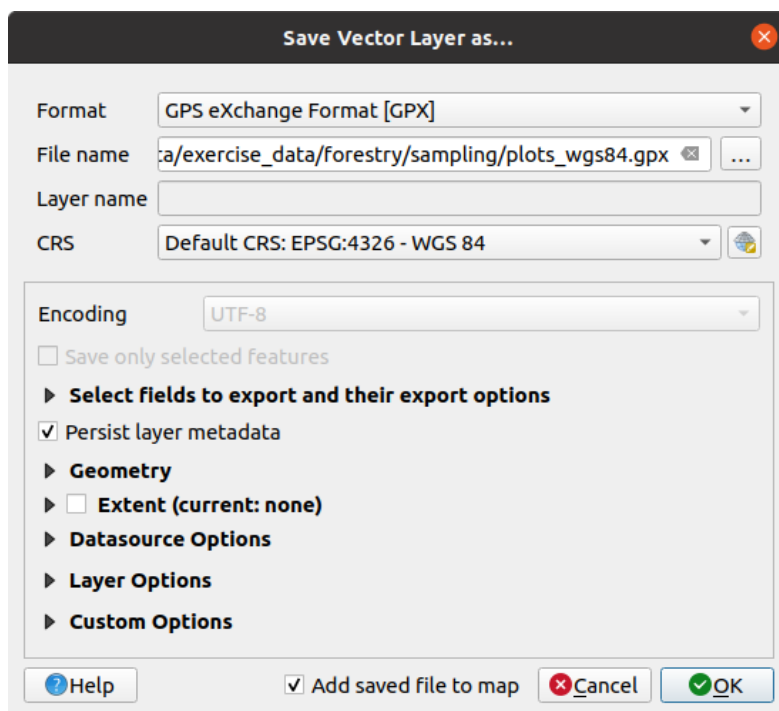 Save Vector Layer as...
Format GPS eXchange Format [GPX]
File name ta/exercise_data/forestry/sampling/plots_wgs84.gpx ...
Layer name
CRS Default CRS: EPSG:4326 - WGS 84
Encoding UTF-8
Save only selected features
Select fields to export and their export options
Persist layer metadata
Geometry
Extent (current: none)
Datasource Options
Layer Options
Custom Options
Help Add saved file to map Cancel OK